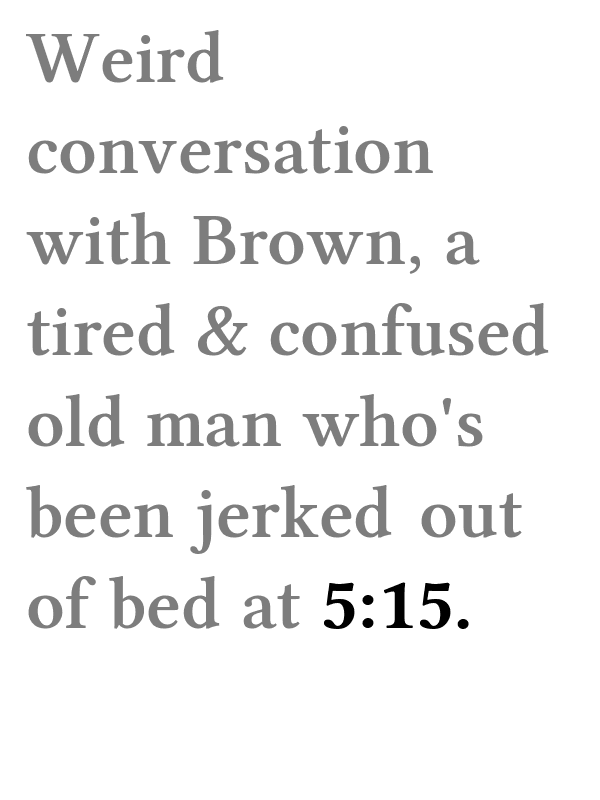 Weird
conversation
with Brown, a
tired & confused
old man who's
been jerked out
of bed at 5:15.